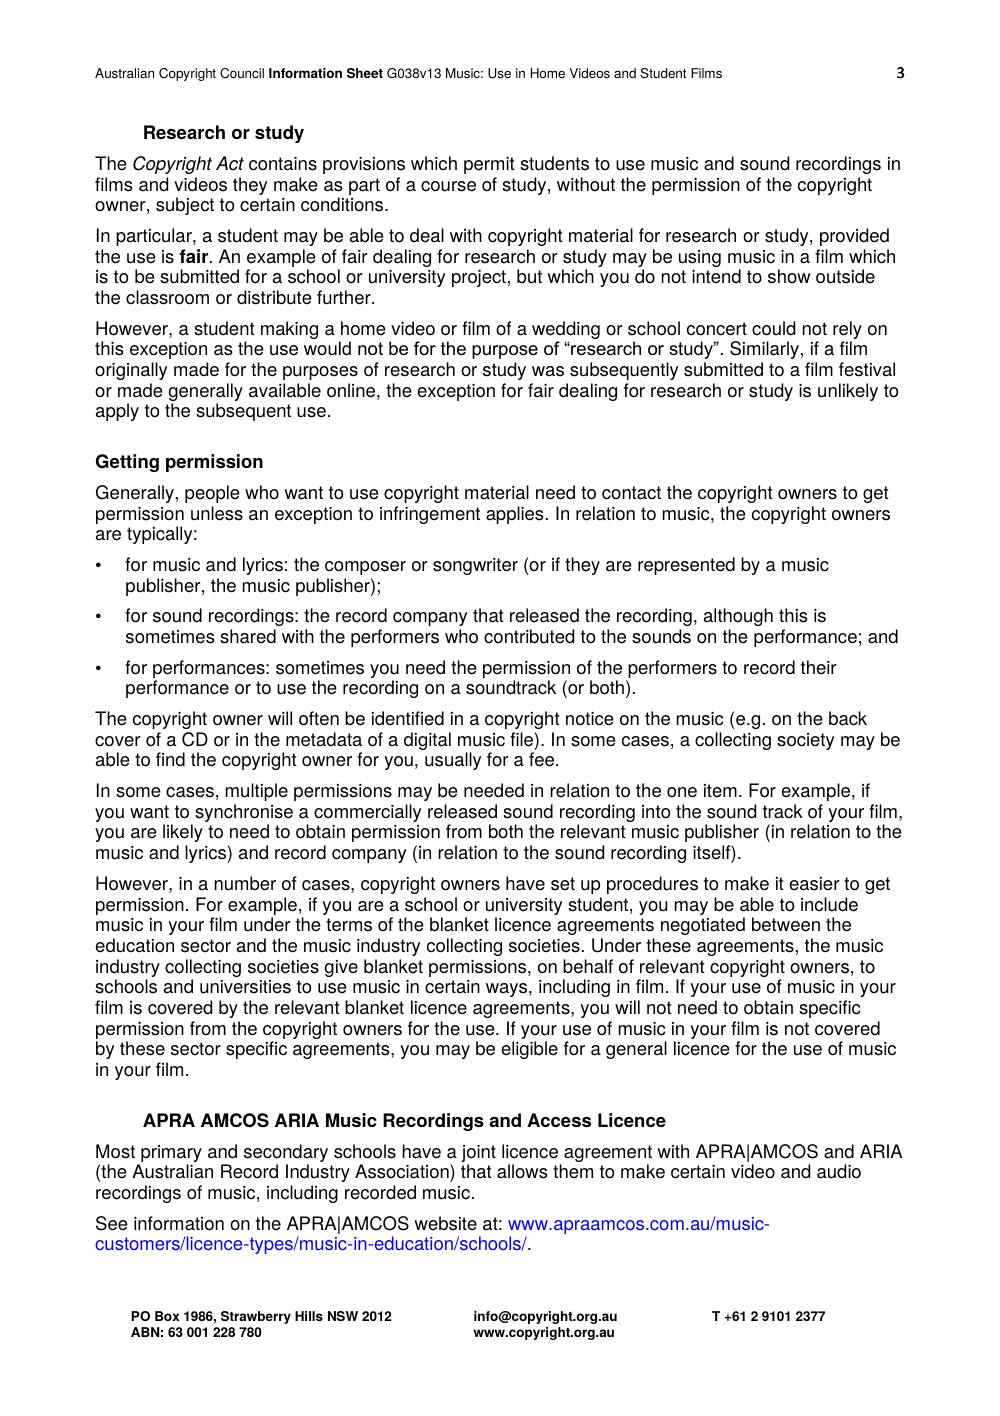 Australian Copyright Council Information Sheet G038v13 Music: Use in Home Videos and Student Films 3
Research or study
The Copyright Act contains provisions which permit students to use music and sound recordings in
films and videos they make as part of a course of study, without the permission of the copyright
owner, subject to certain conditions.
In particular, a student may be able to deal with copyright material for research or study, provided
the use is fair. An example of fair dealing for research or study may be using music in a film which
is to be submitted for a school or university project, but which you do not intend to show outside
the classroom or distribute further.
However, a student making a home video or film of a wedding or school concert could not rely on
this exception as the use would not be for the purpose of “research or study”. Similarly, if a film
originally made for the purposes of research or study was subsequently submitted to a film festival
or made generally available online, the exception for fair dealing for research or study is unlikely to
apply to the subsequent use.
Getting permission
Generally, people who want to use copyright material need to contact the copyright owners to get
permission unless an exception to infringement applies. In relation to music, the copyright owners
are typically:
• for music and lyrics: the composer or songwriter (or if they are represented by a music
publisher, the music publisher);
• for sound recordings: the record company that released the recording, although this is
sometimes shared with the performers who contributed to the sounds on the performance; and
• for performances: sometimes you need the permission of the performers to record their
performance or to use the recording on a soundtrack (or both).
The copyright owner will often be identified in a copyright notice on the music (e.g. on the back
cover of a CD or in the metadata of a digital music file). In some cases, a collecting society may be
able to find the copyright owner for you, usually for a fee.
In some cases, multiple permissions may be needed in relation to the one item. For example, if
you want to synchronise a commercially released sound recording into the sound track of your film,
you are likely to need to obtain permission from both the relevant music publisher (in relation to the
music and lyrics) and record company (in relation to the sound recording itself).
However, in a number of cases, copyright owners have set up procedures to make it easier to get
permission. For example, if you are a school or university student, you may be able to include
music in your film under the terms of the blanket licence agreements negotiated between the
education sector and the music industry collecting societies. Under these agreements, the music
industry collecting societies give blanket permissions, on behalf of relevant copyright owners, to
schools and universities to use music in certain ways, including in film. If your use of music in your
film is covered by the relevant blanket licence agreements, you will not need to obtain specific
permission from the copyright owners for the use. If your use of music in your film is not covered
by these sector specific agreements, you may be eligible for a general licence for the use of music
in your film.
APRA AMCOS ARIA Music Recordings and Access Licence
Most primary and secondary schools have a joint licence agreement with APRA|AMCOS and ARIA
(the Australian Record Industry Association) that allows them to make certain video and audio
recordings of music, including recorded music.
See information on the APRA|AMCOS website at: www.apraamcos.com.au/music-
customers/licence-types/music-in-education/schools/.
PO Box 1986, Strawberry Hills NSW 2012 info@copyright.org.au T +61 2 9101 2377
ABN: 63 001 228 780 www.copyright.org.au